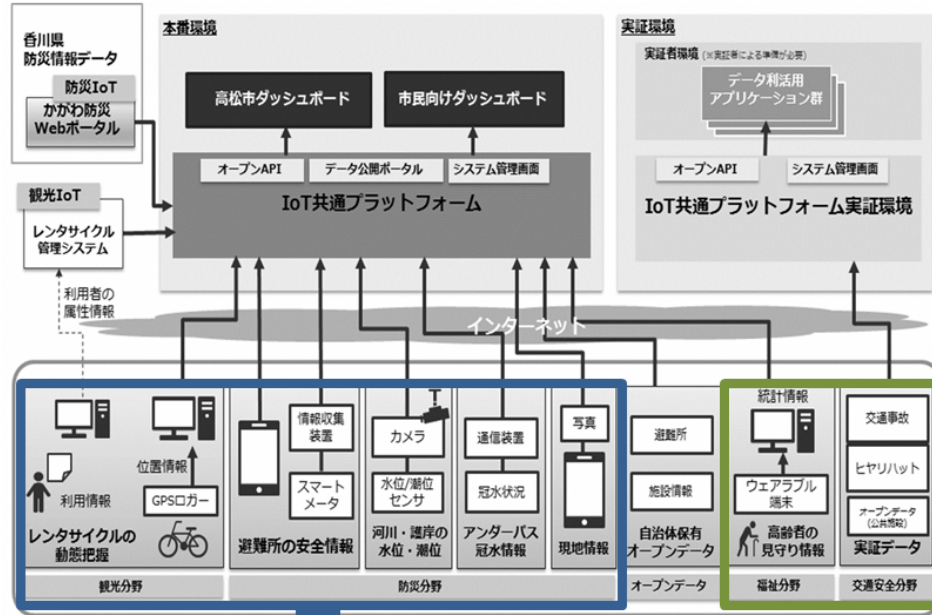 香川県
防災情報データ
防災IoT
かがわ防災
Webポータル
観光IoT
レンタサイクル
管理システム
利用者の
属性情報
本番環境
高松市ダッシュボード
市民向けダッシュボード
オープンAPI
データ公開ポータル
システム管理画面
IoT共通プラットフォーム
実証環境
実証者環境 (※実証者による準備が必要)
データ利活用
アプリケーション群
オープンAPI
システム管理画面
IoT共通プラットフォーム実証環境
インターネット
位置情報
利用情報
GPSロガー
レンタサイクルの
動態把握
観光分野
情報収集
装置
スマート
メータ
避難所の安全情報
カメラ
水位/潮位
センサ
河川・護岸の
水位・潮位
通信装置
冠水状況
アンダーパス
冠水情報
写真
現地情報
防災分野
避難所
施設情報
自治体保有
オープンデータ
オープンデータ
統計情報
ウェアラブル
端末
高齢者の
見守り情報
福祉分野
交通事故
ヒヤリハット
オープンデータ
(公共施設)
実証データ
交通安全分野